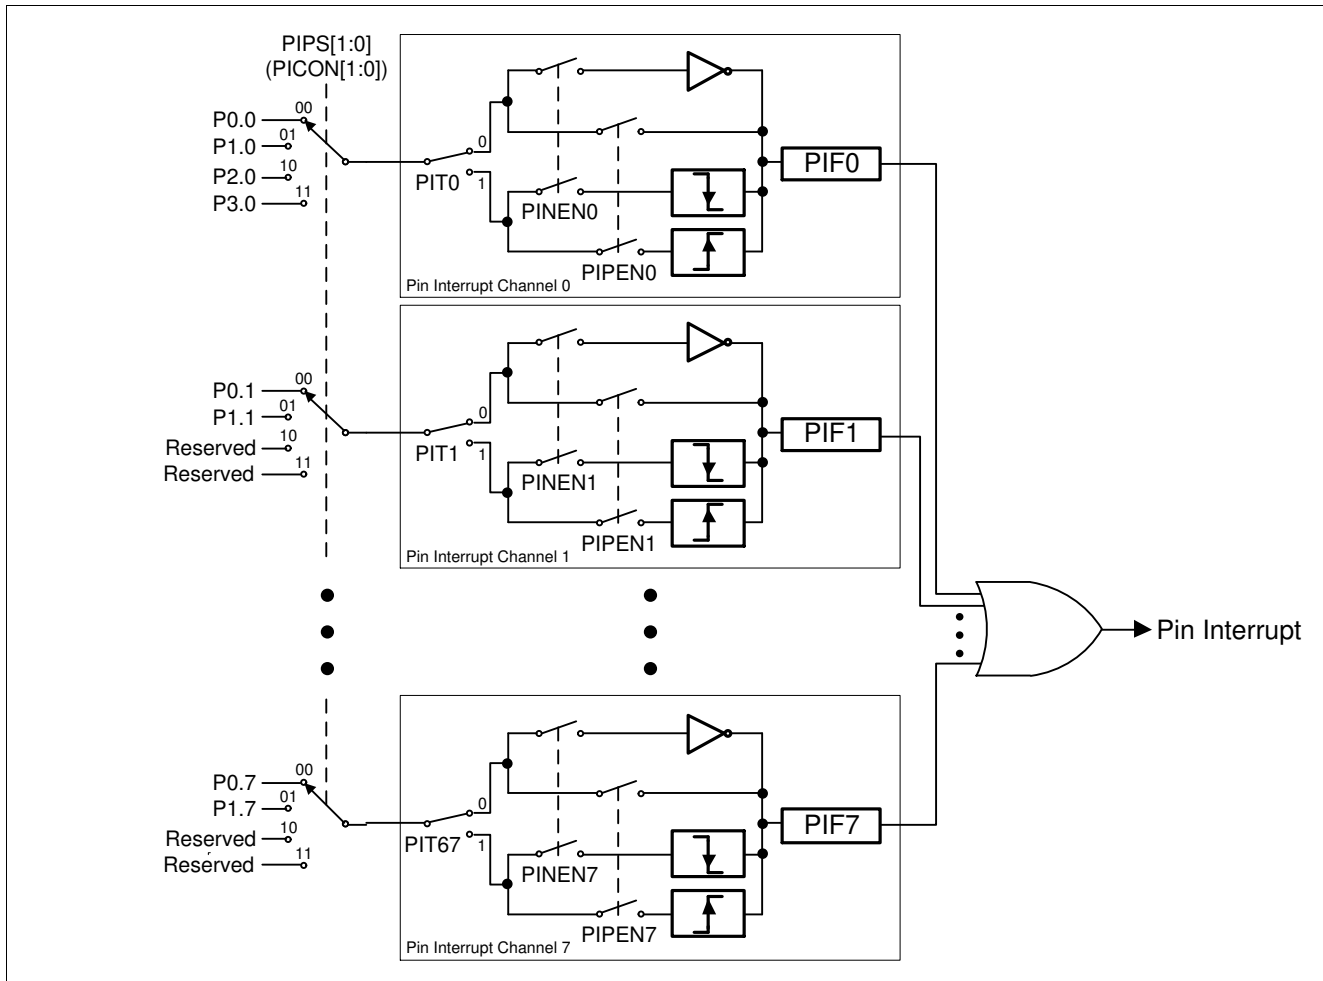 PIPS[1:0]
(PICON[1:0])
00
P0.0
01
P1.0
10
P2.0
11
P3.0
PIT0
0
1
PINEN0
PIPEN0
PIF0
Pin Interrupt Channel 0
00
P0.1
01
P1.1
10
Reserved
11
Reserved
PIT1
0
1
PINEN1
PIPEN1
PIF1
Pin Interrupt Channel 1
Pin Interrupt
00
P0.7
01
P1.7
10
Reserved
11
Reserved
PIT67
0
1
PINEN7
PIPEN7
PIF7
Pin Interrupt Channel 7